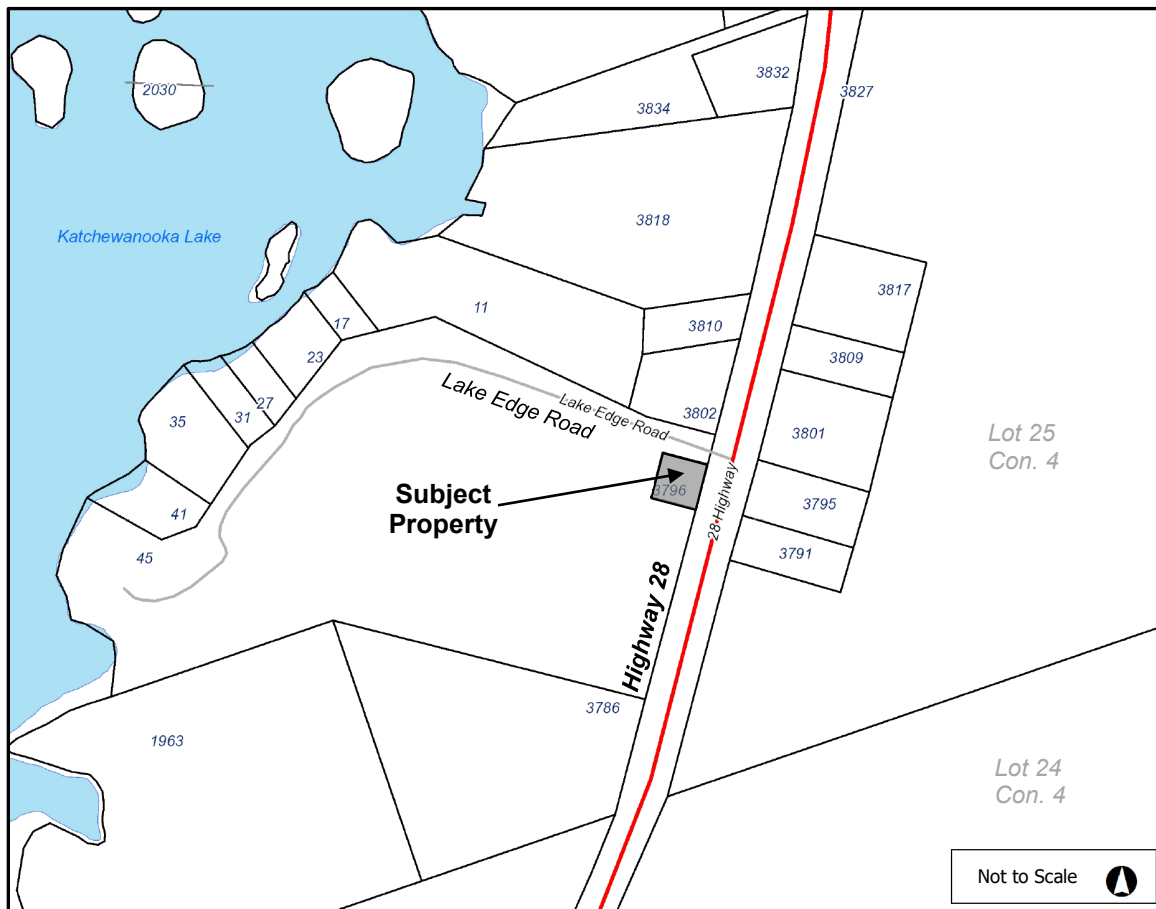 2030
3832
3827
3834
3818
Katchewanooka Lake
3817
11
17
3810
3809
23
Lake Edge Road
Lake Edge Road
27
3802
35
31
3801
Lot 25
Con. 4
Subject
Property
3796
3795
41
28 Highway
3791
45
Highway 28
3786
1963
Lot 24
Con. 4
Not to Scale